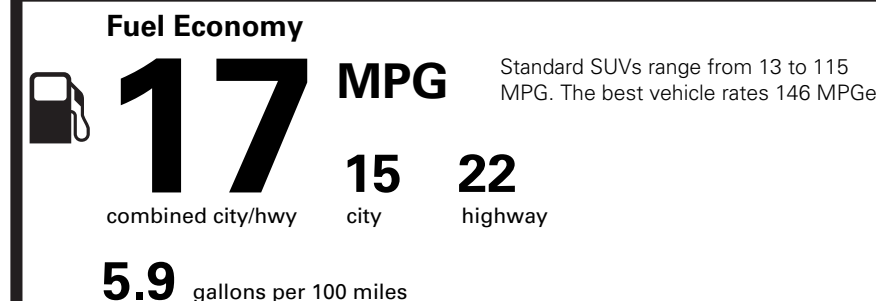 Fuel Economy
17 MPG
Standard SUVs range from 13 to 115
MPG. The best vehicle rates 146 MPGe
15 22
combined city/hwy city highway
5.9 gallons per 100 miles